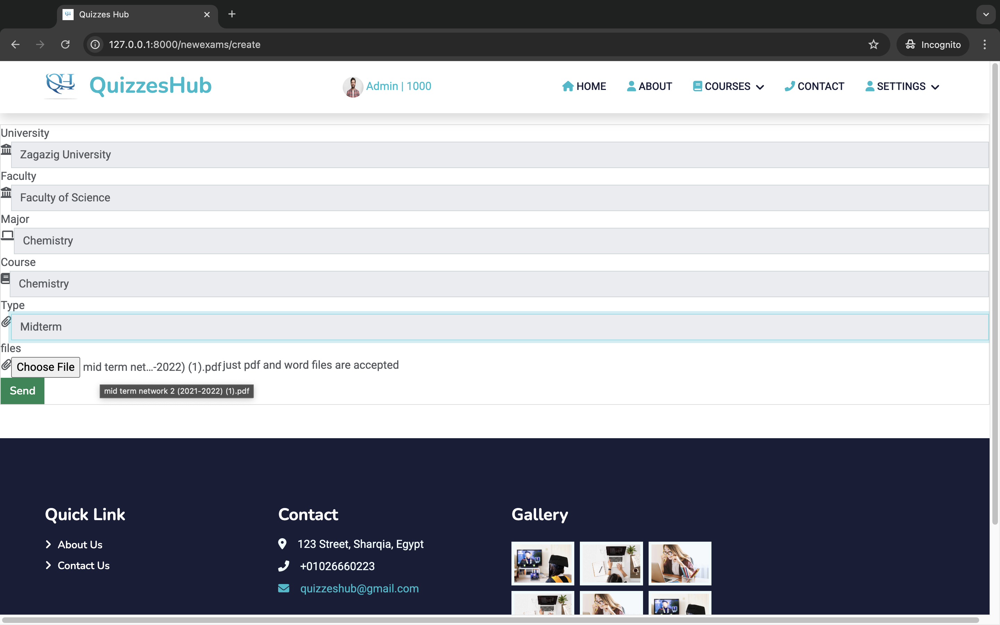 Quizzes Hub
127.0.0.1:8000/newexams/create
Incognito
QH QuizzesHub
Admin | 1000
HOME ABOUT COURSES CONTACT SETTINGS
University
Zagazig University
Faculty
Faculty of Science
Major
Chemistry
Course
Chemistry
Type
Midterm
files
Choose File mid term net...-2022) (1).pdf just pdf and word files are accepted
Send
mid term network 2 (2021-2022) (1).pdf
Quick Link
About Us
Contact Us
Contact
123 Street, Sharqia, Egypt
+01026660223
quizzeshub@gmail.com
Gallery